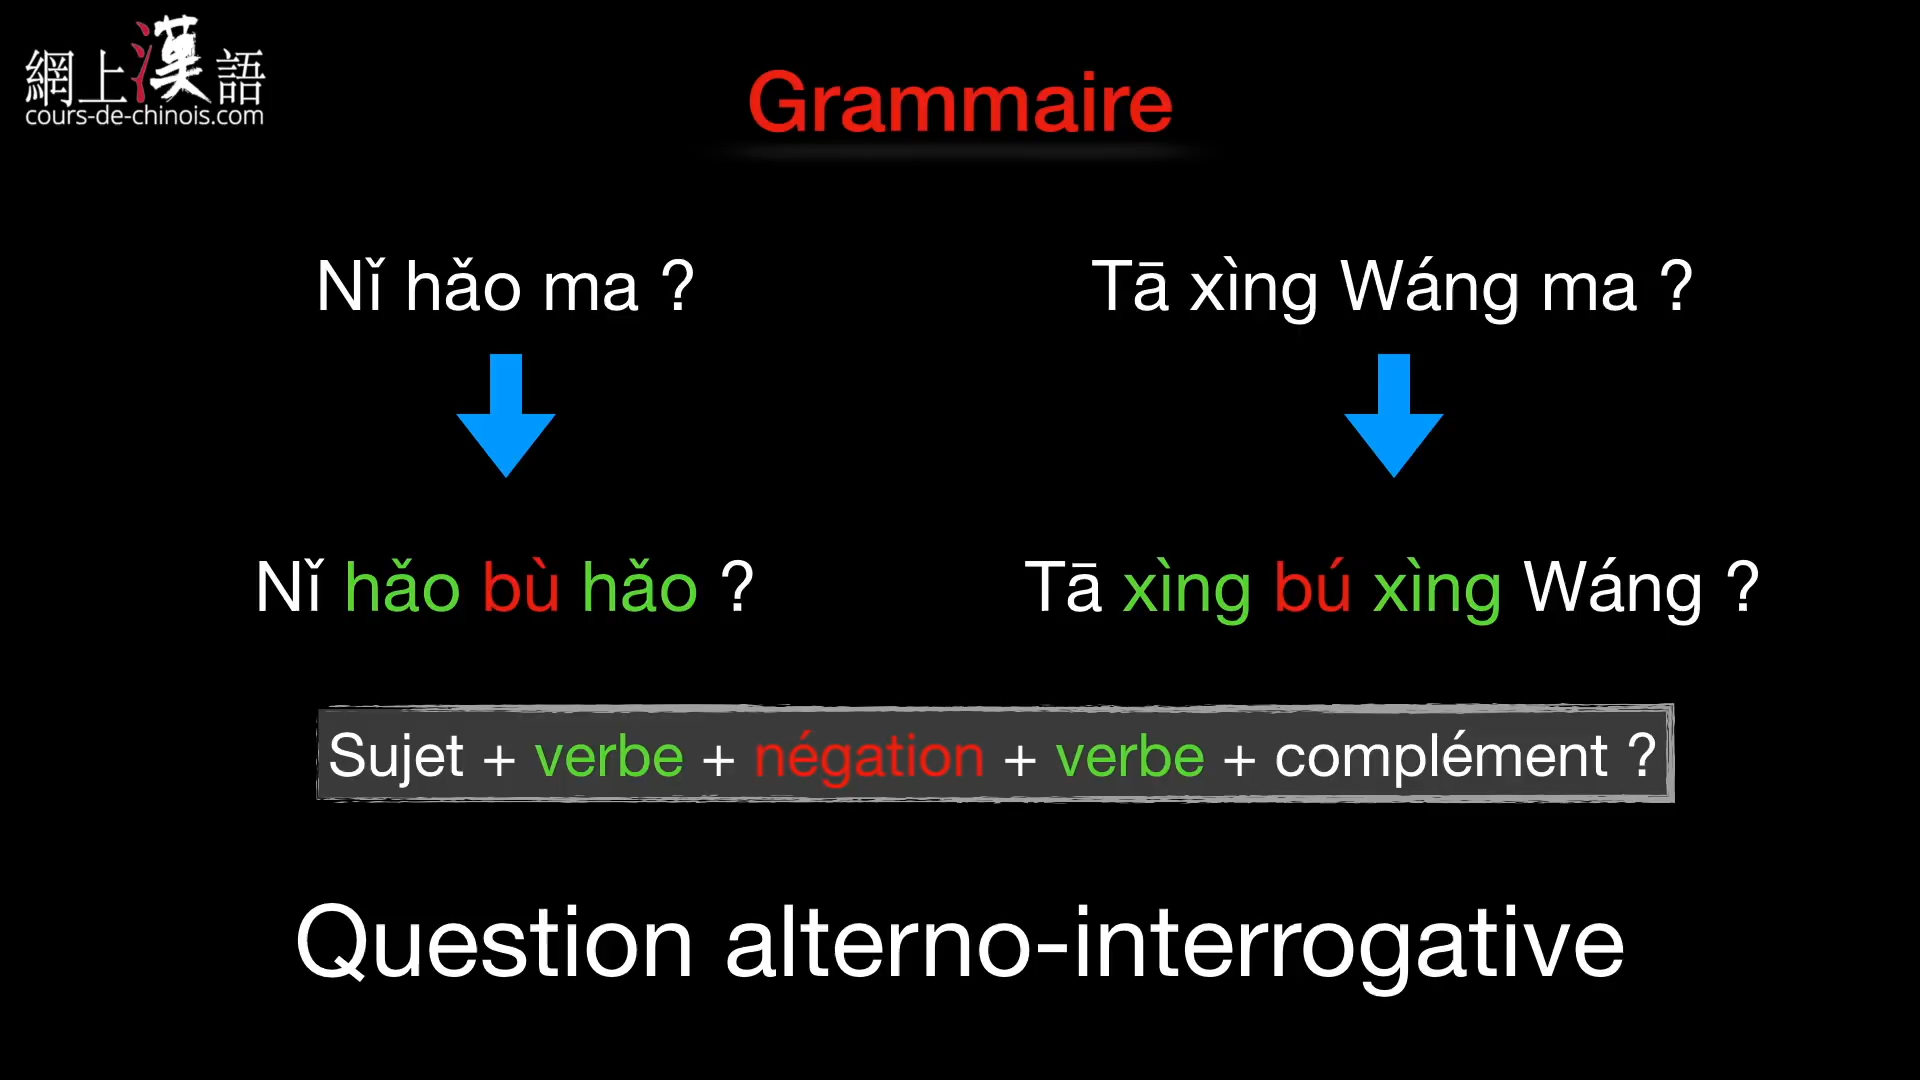 網上漢語
cours-de-chinois.com
Grammaire
Nǐ hǎo ma ?
Tā xìng Wáng ma ?
Nǐ hǎo bù hǎo ?
Tā xìng bú xìng Wáng ?
Sujet + verbe + négation + verbe + complément ?
Question alterno-interrogative